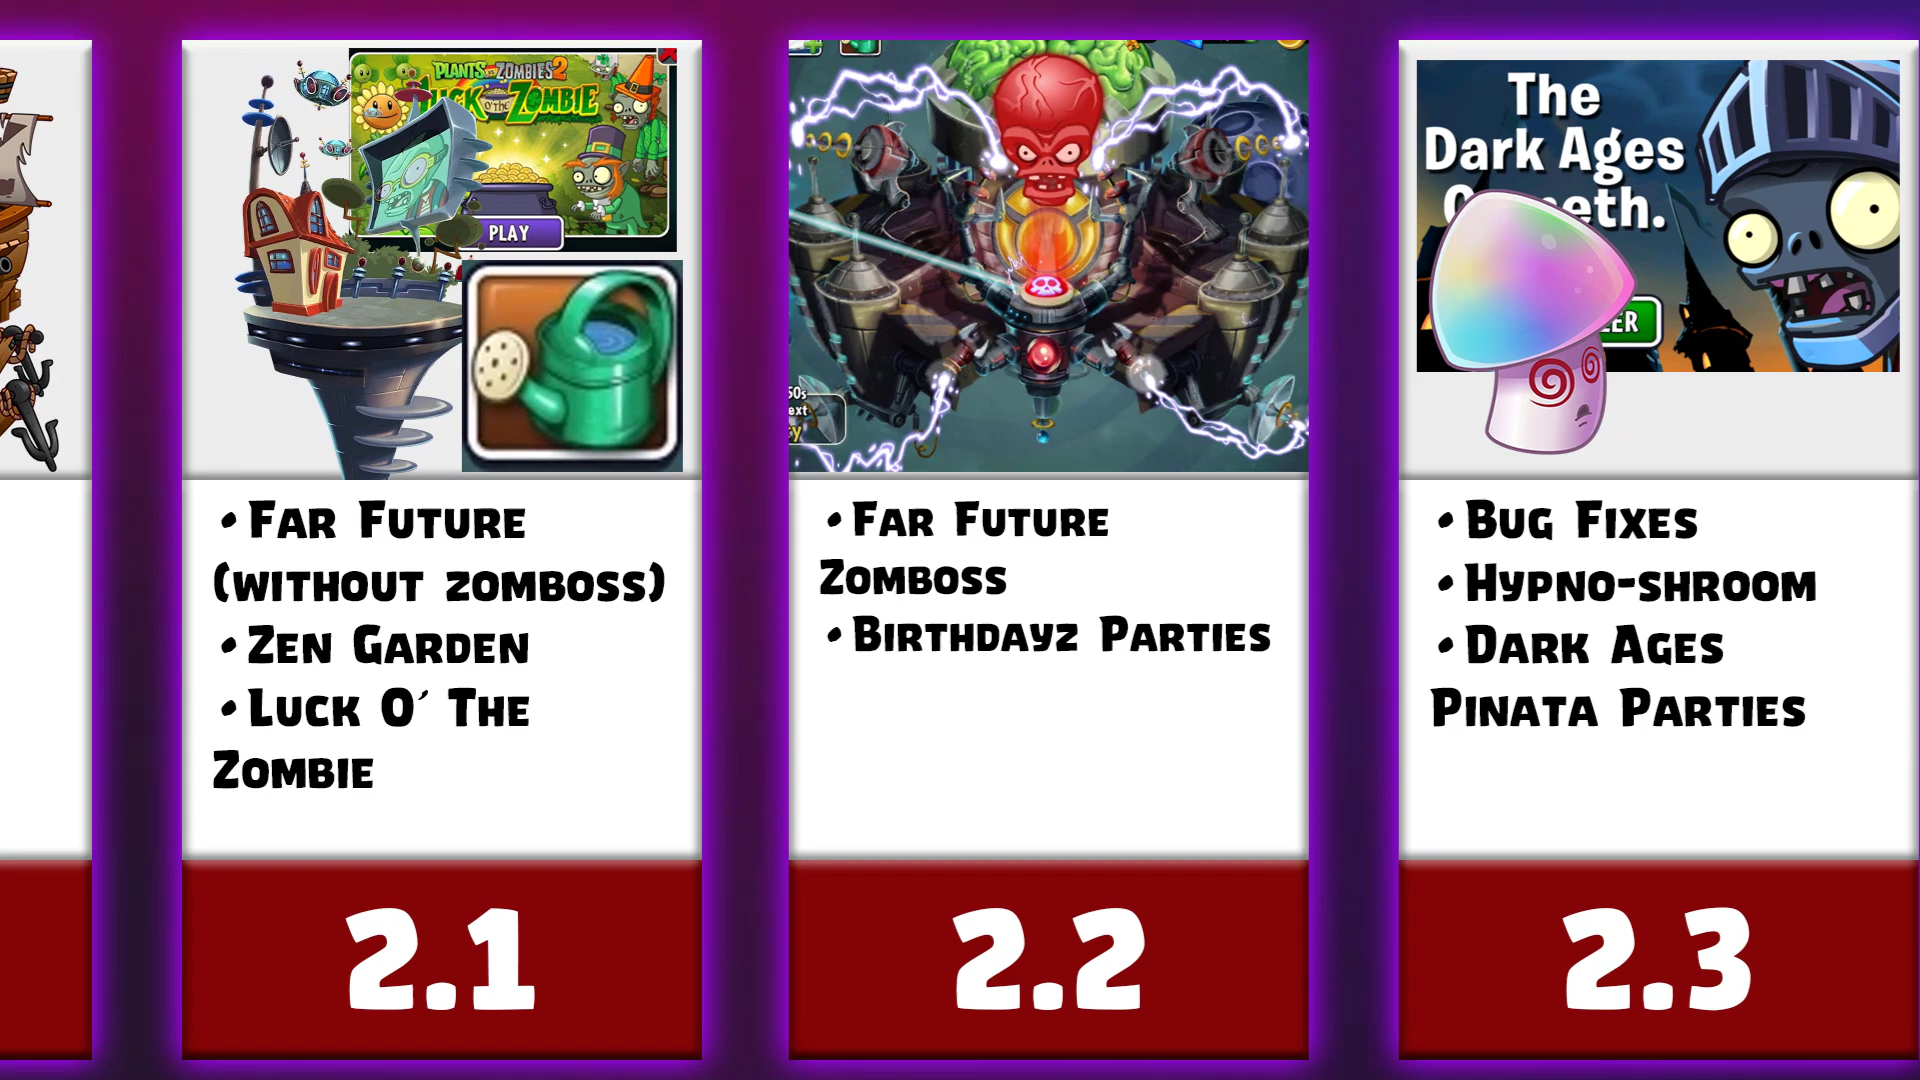 PLANTS VS. ZOMBIES 2
LUCK O'THE ZOMBIE
PLAY
• FAR FUTURE
(WITHOUT ZOMBOSS)
• ZEN GARDEN
• LUCK O´ THE
ZOMBIE
2.1
50s
• FAR FUTURE
ZOMBOSS
• BIRTHDAYZ PARTIES
2.2
The
Dark Ages
• BUG FIXES
• HYPNO-SHROOM
• DARK AGES
PINATA PARTIES
2.3